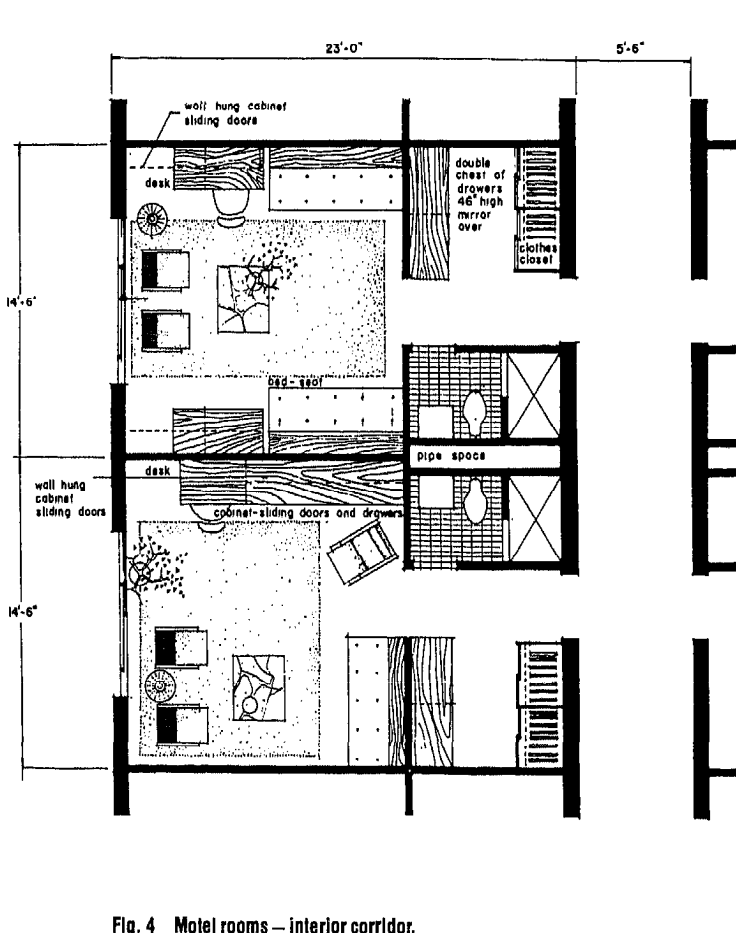 23'-0"
5'-6"
wall hung cabinet
sliding doors
desk
double
chest of
drawers
46" high
mirror
over
clothes
closet
14'-6"
bed-seat
pipe space
desk
wall hung
cabinet
sliding doors
cabinet-sliding doors and drawers
14'-6"
Fig. 4 Motel rooms – interior corridor.